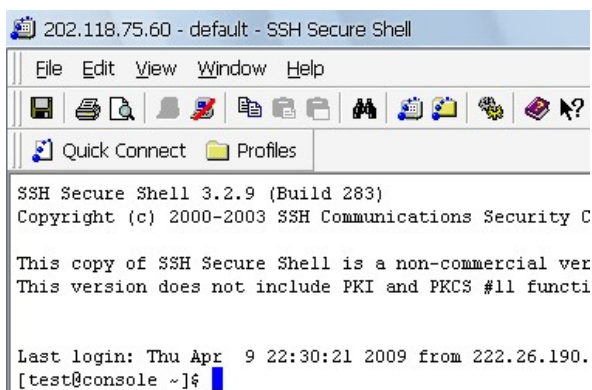 202.118.75.60 - default - SSH Secure Shell
File Edit View Window Help
Quick Connect Profiles
SSH Secure Shell 3.2.9 (Build 283)
Copyright (c) 2000-2003 SSH Communications Security C
This copy of SSH Secure Shell is a non-commercial ver
This version does not include PKI and PKCS #11 functi
Last login: Thu Apr  9 22:30:21 2009 from 222.26.190.
[test@console ~]$